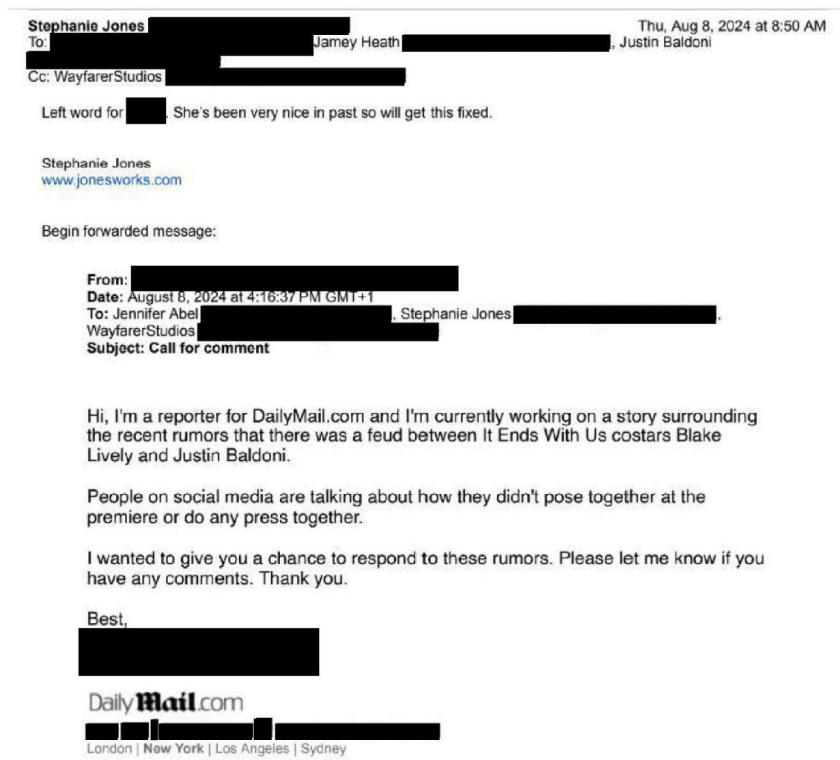 Stephanie Jones
Thu, Aug 8, 2024 at 8:50 AM
To: Jamey Heath , Justin Baldoni
Cc: WayfarerStudios
Left word for . She's been very nice in past so will get this fixed.
Stephanie Jones
www.jonesworks.com
Begin forwarded message:
From:
Date: August 8, 2024 at 4:16:37 PM GMT+1
To: Jennifer Abel , Stephanie Jones ,
WayfarerStudios
Subject: Call for comment
Hi, I'm a reporter for DailyMail.com and I'm currently working on a story surrounding
the recent rumors that there was a feud between It Ends With Us costars Blake
Lively and Justin Baldoni.
People on social media are talking about how they didn't pose together at the
premiere or do any press together.
I wanted to give you a chance to respond to these rumors. Please let me know if you
have any comments. Thank you.
Best,
DailyMail.com
London | New York | Los Angeles | Sydney